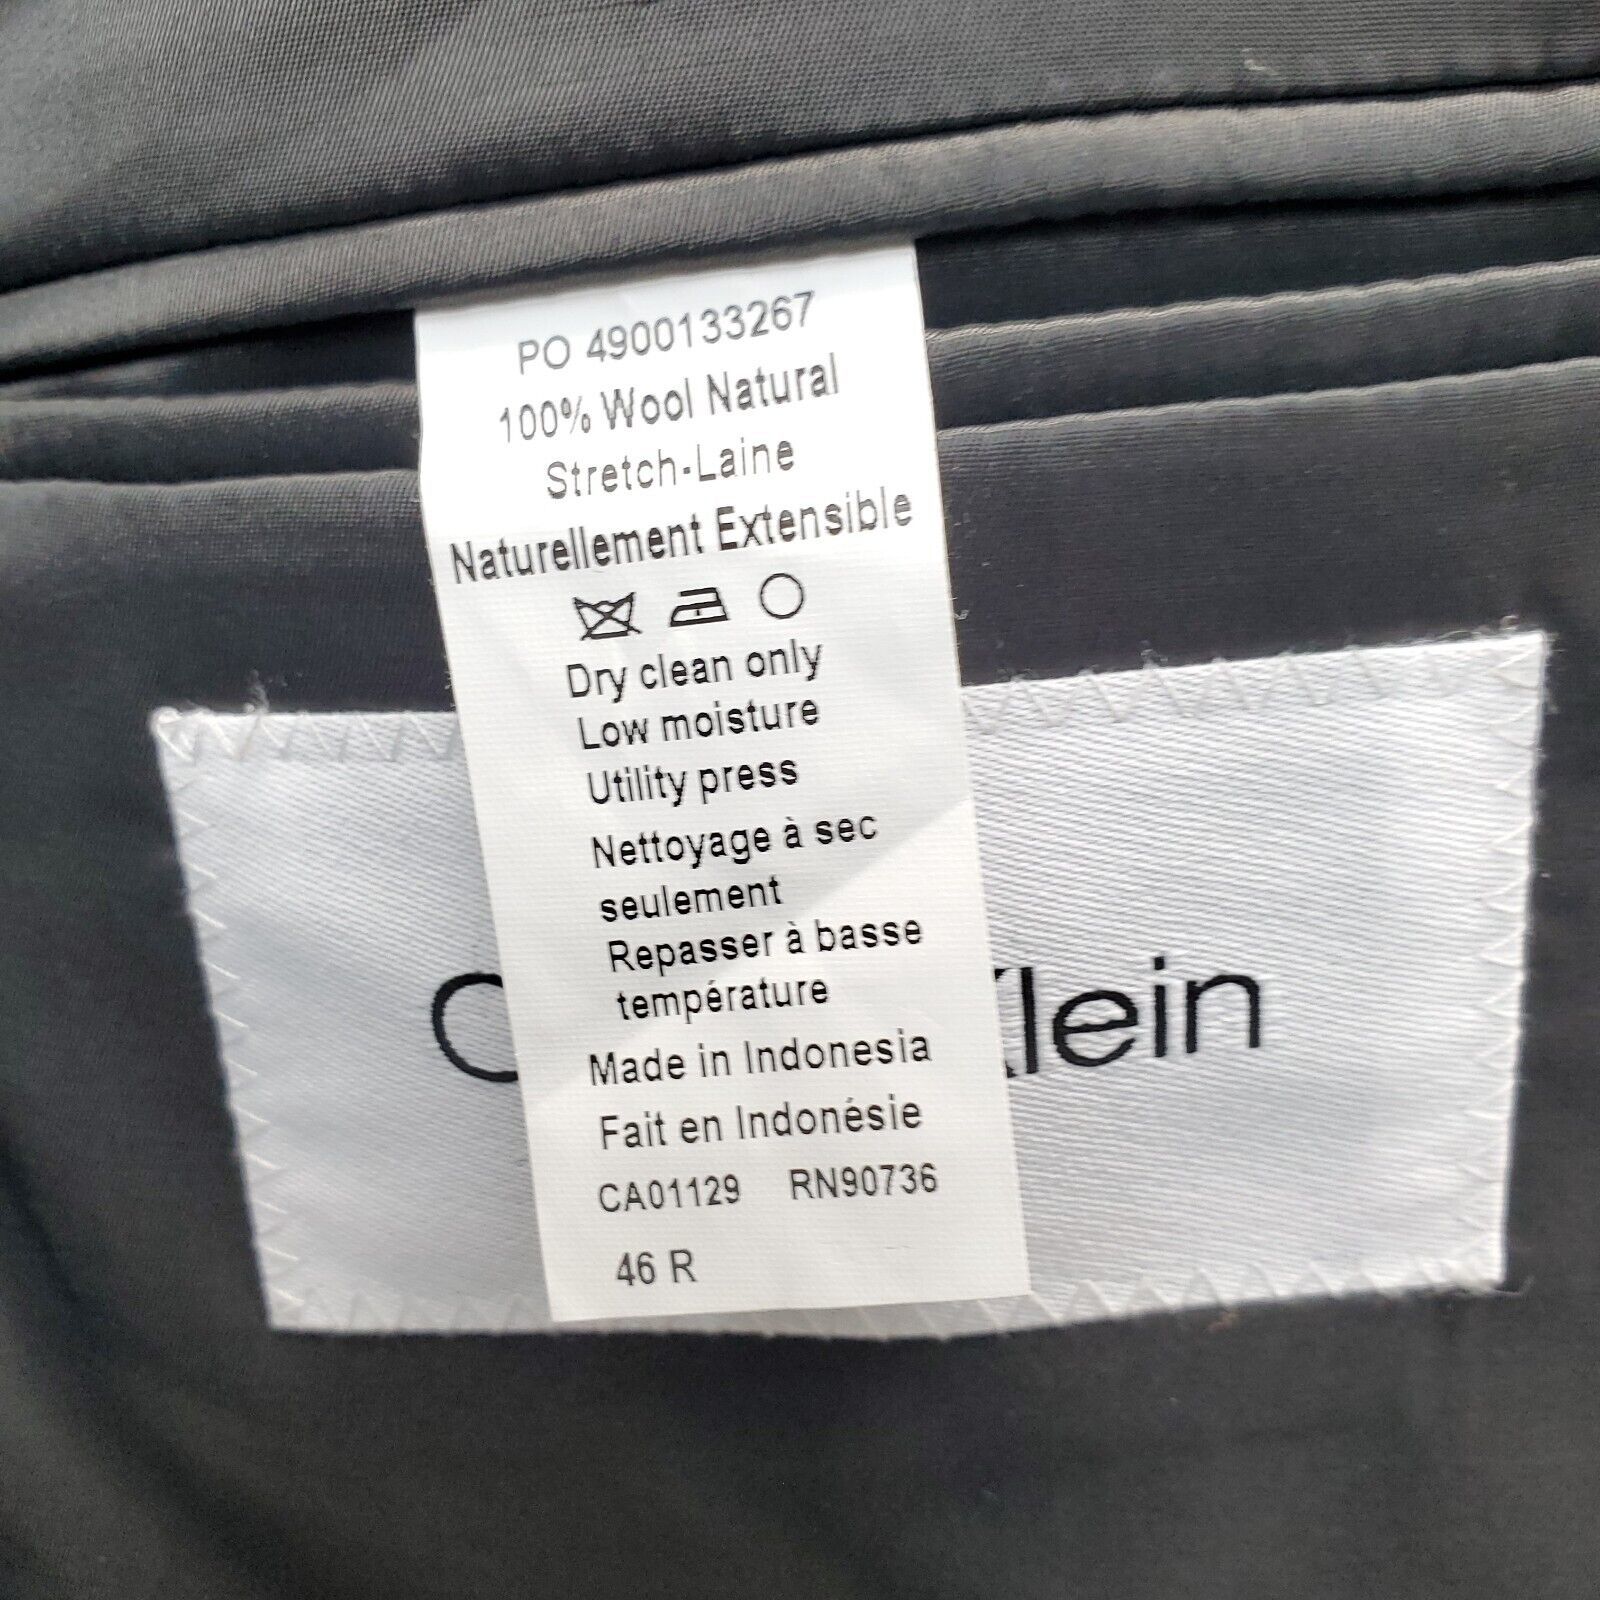 PO 4900133267
100% Wool Natural
Stretch-Laine
Naturellement Extensible
Dry clean only
Low moisture
Utility press
Nettoyage à sec
seulement
Repasser à basse
température
Made in Indonesia
Fait en Indonésie
CA01129 RN90736
46 R
C Klein